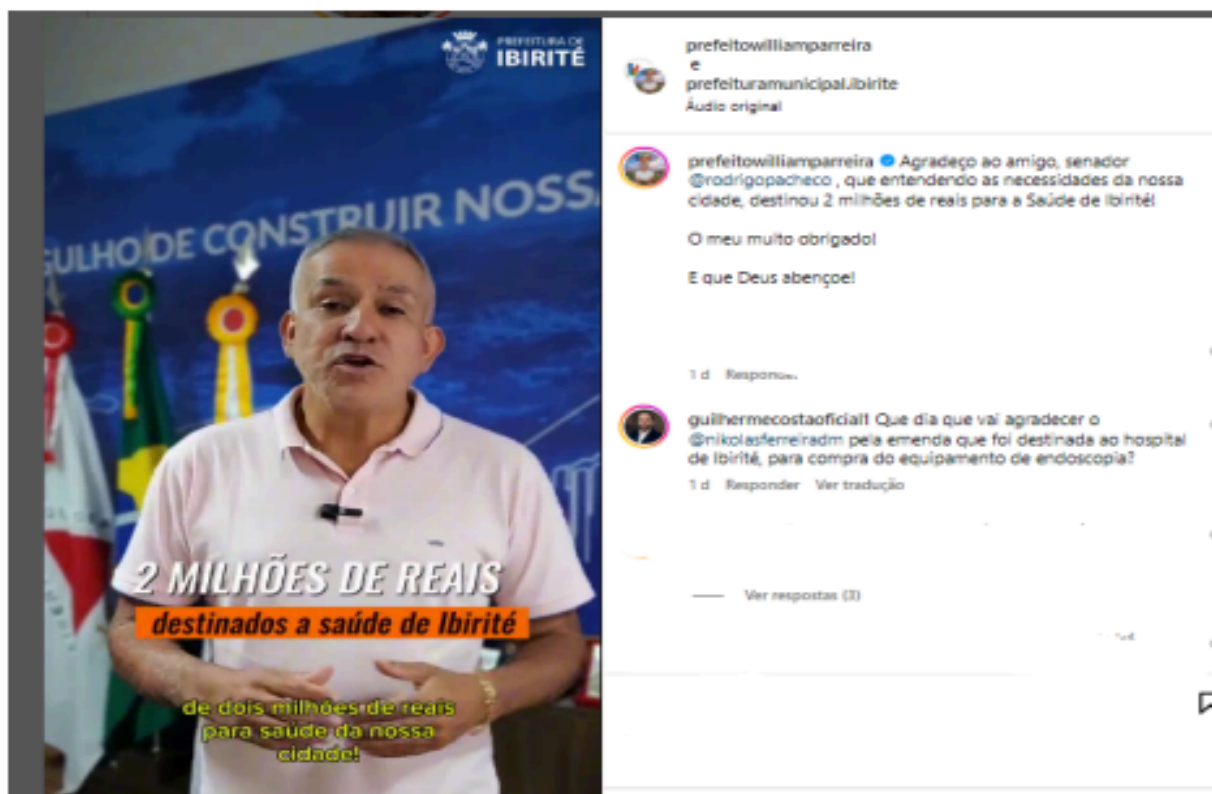 PREFEITURA DE
IBIRITÉ
GULHO DE CONSTRUIR NOSSA
2 MILHÕES DE REAIS
destinados a saúde de Ibirité
de dois milhões de reais
para saúde da nossa
cidade!
prefeitowilliamparreira
e
prefeituramunicipal.ibirite
Áudio original
prefeitowilliamparreira Agradeço ao amigo, senador
@rodrigopacheco , que entendendo as necessidades da nossa
cidade, destinou 2 milhões de reais para a Saúde de Ibirité!
O meu muito obrigado!
E que Deus abençoe!
1 d
guilhermecostaoficial1 Que dia que vai agradecer o
@nikolasferreiradm pela emenda que foi destinada ao hospital
de Ibirité, para compra do equipamento de endoscopia?
1 d Responder Ver tradução
Ver respostas (3)